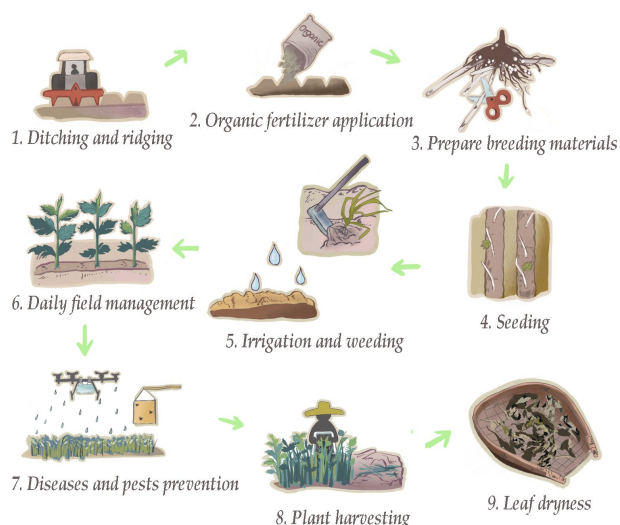 Organic
1. Ditching and ridging
2. Organic fertilizer application
3. Prepare breeding materials
4. Seeding
5. Irrigation and weeding
6. Daily field management
7. Diseases and pests prevention
8. Plant harvesting
9. Leaf dryness